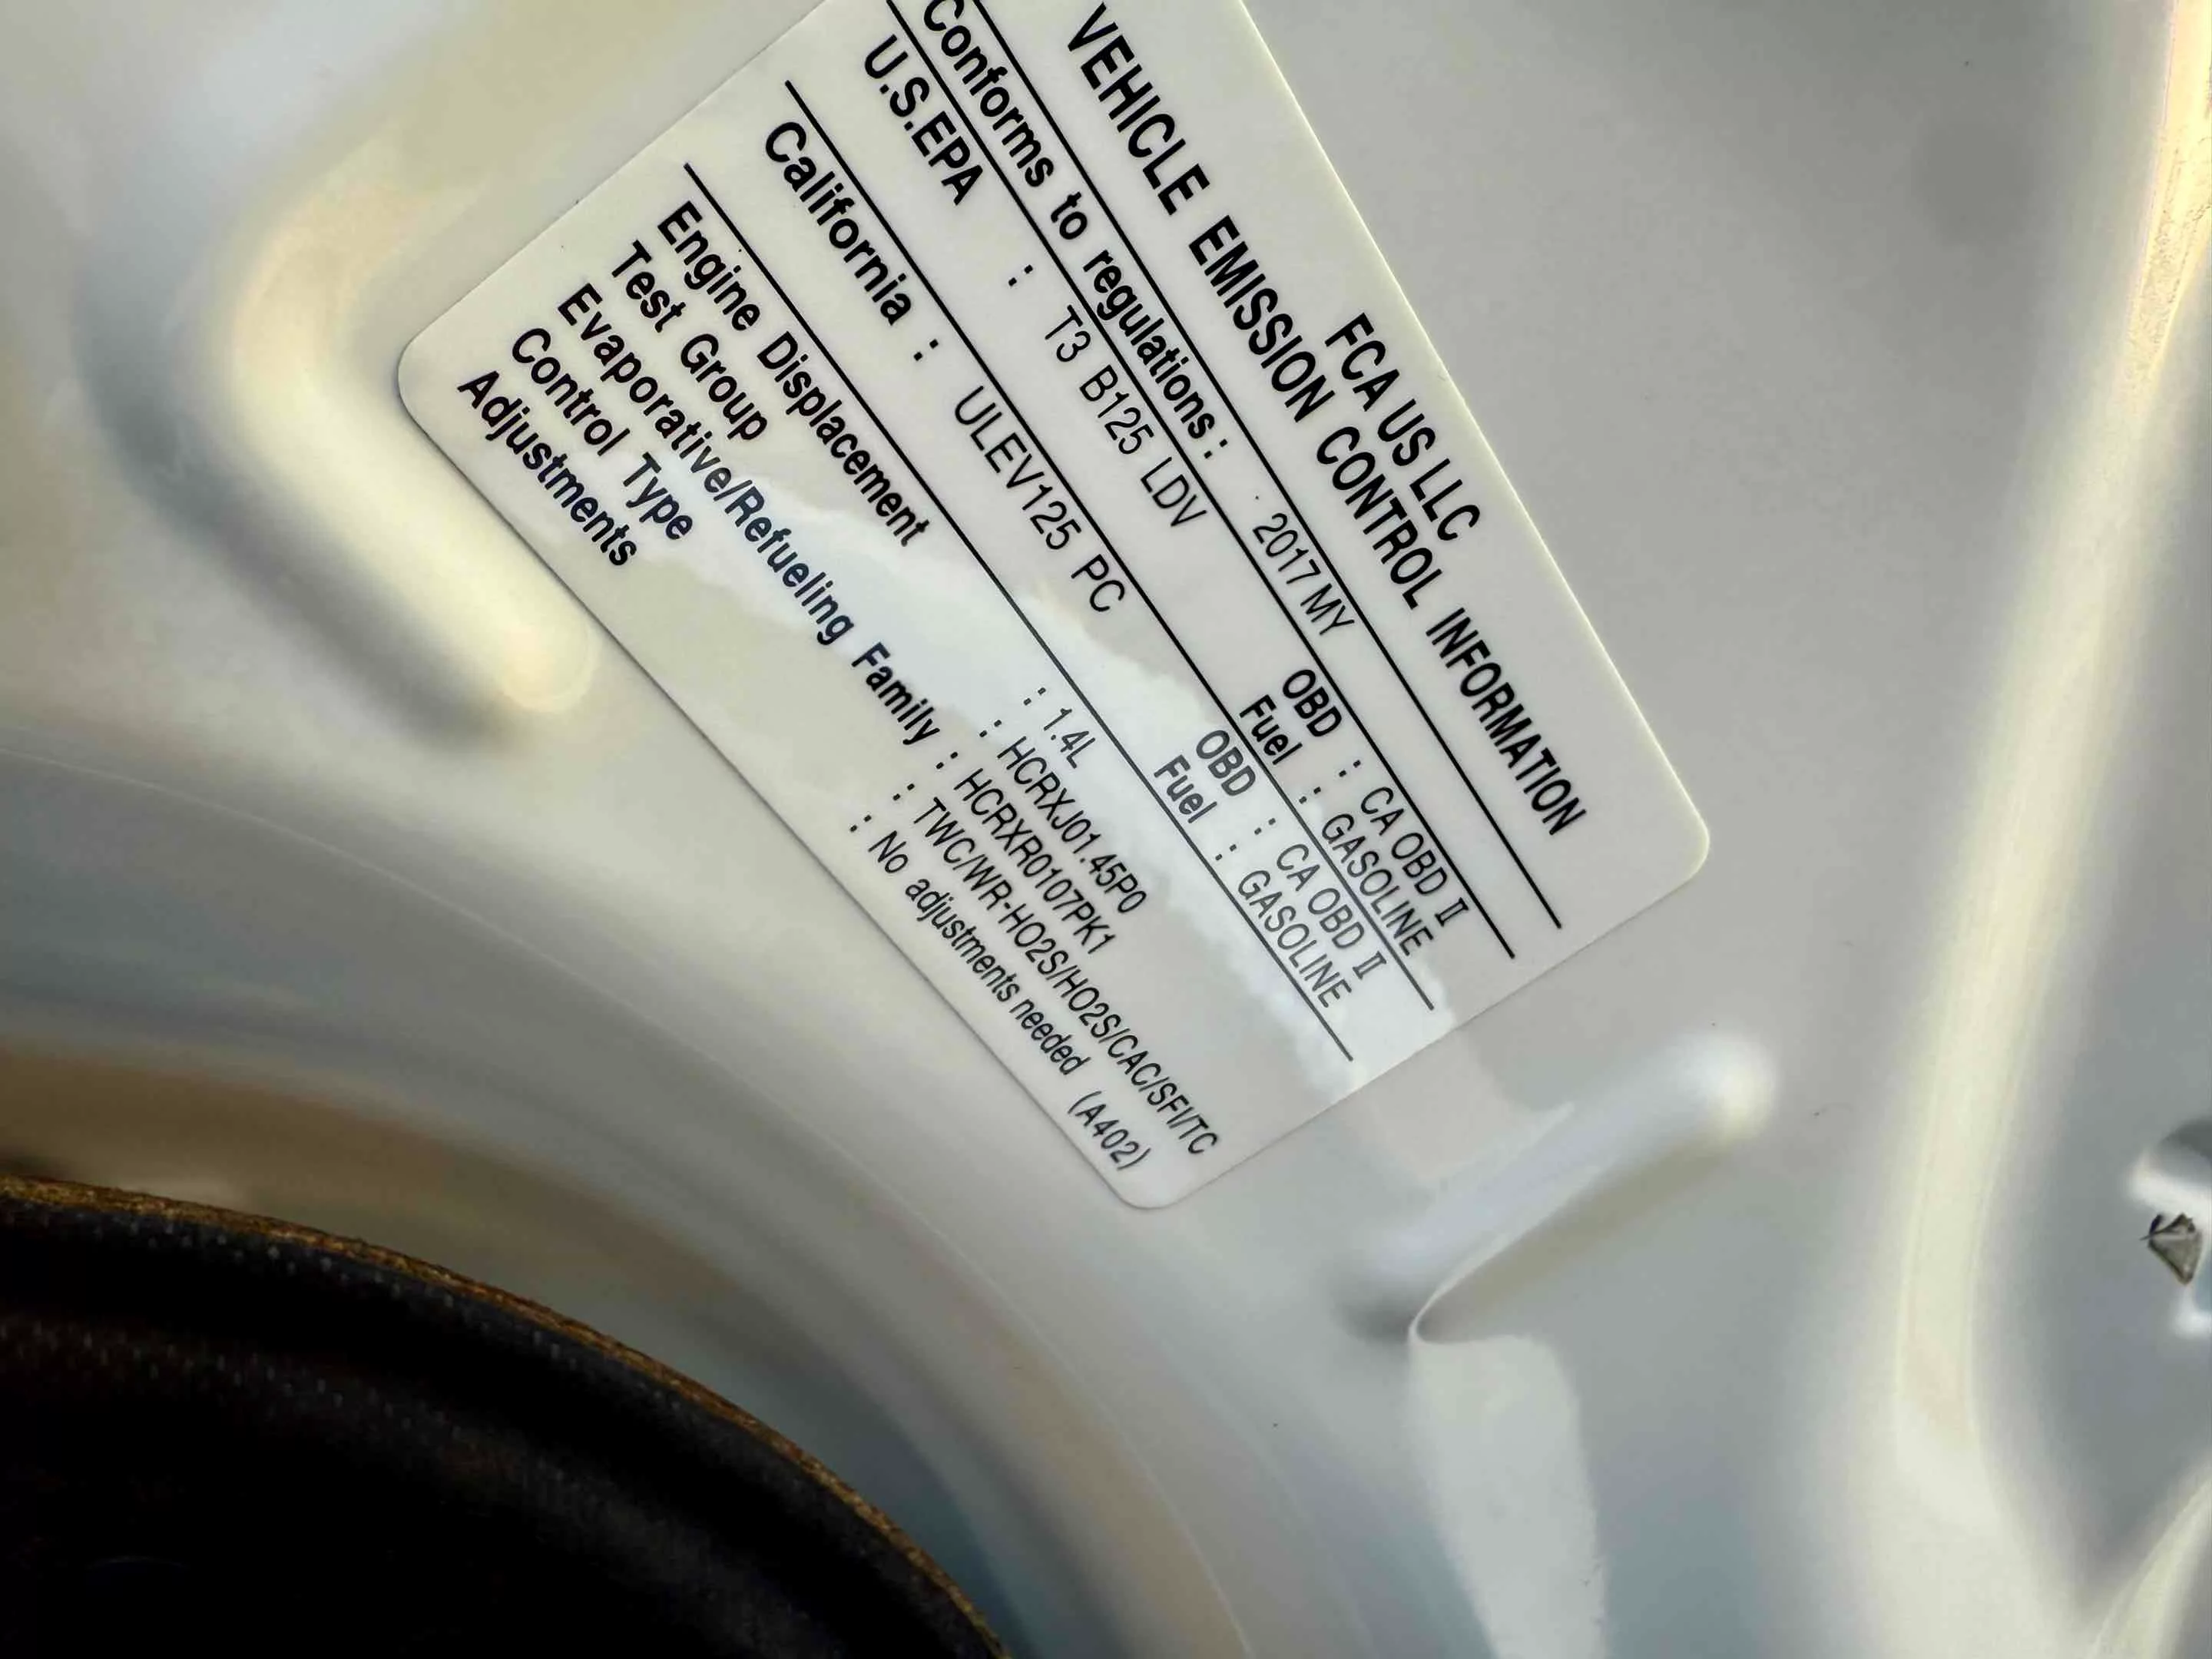 FCA US LLC
VEHICLE EMISSION CONTROL INFORMATION
Conforms to regulations: 2017 MY
U.S.EPA : T3 B125 LDV OBD : CA OBD II
Fuel : GASOLINE
California : ULEV125 PC OBD : CA OBD II
Fuel : GASOLINE
Engine Displacement : 1.4L
Test Group : HCRXJ01.45P0
Evaporative/Refueling Family : HCRXR0107PK1
Control Type : TWC/WR-HO2S/HO2S/CAC/SFI/TC
Adjustments : No adjustments needed (A402)